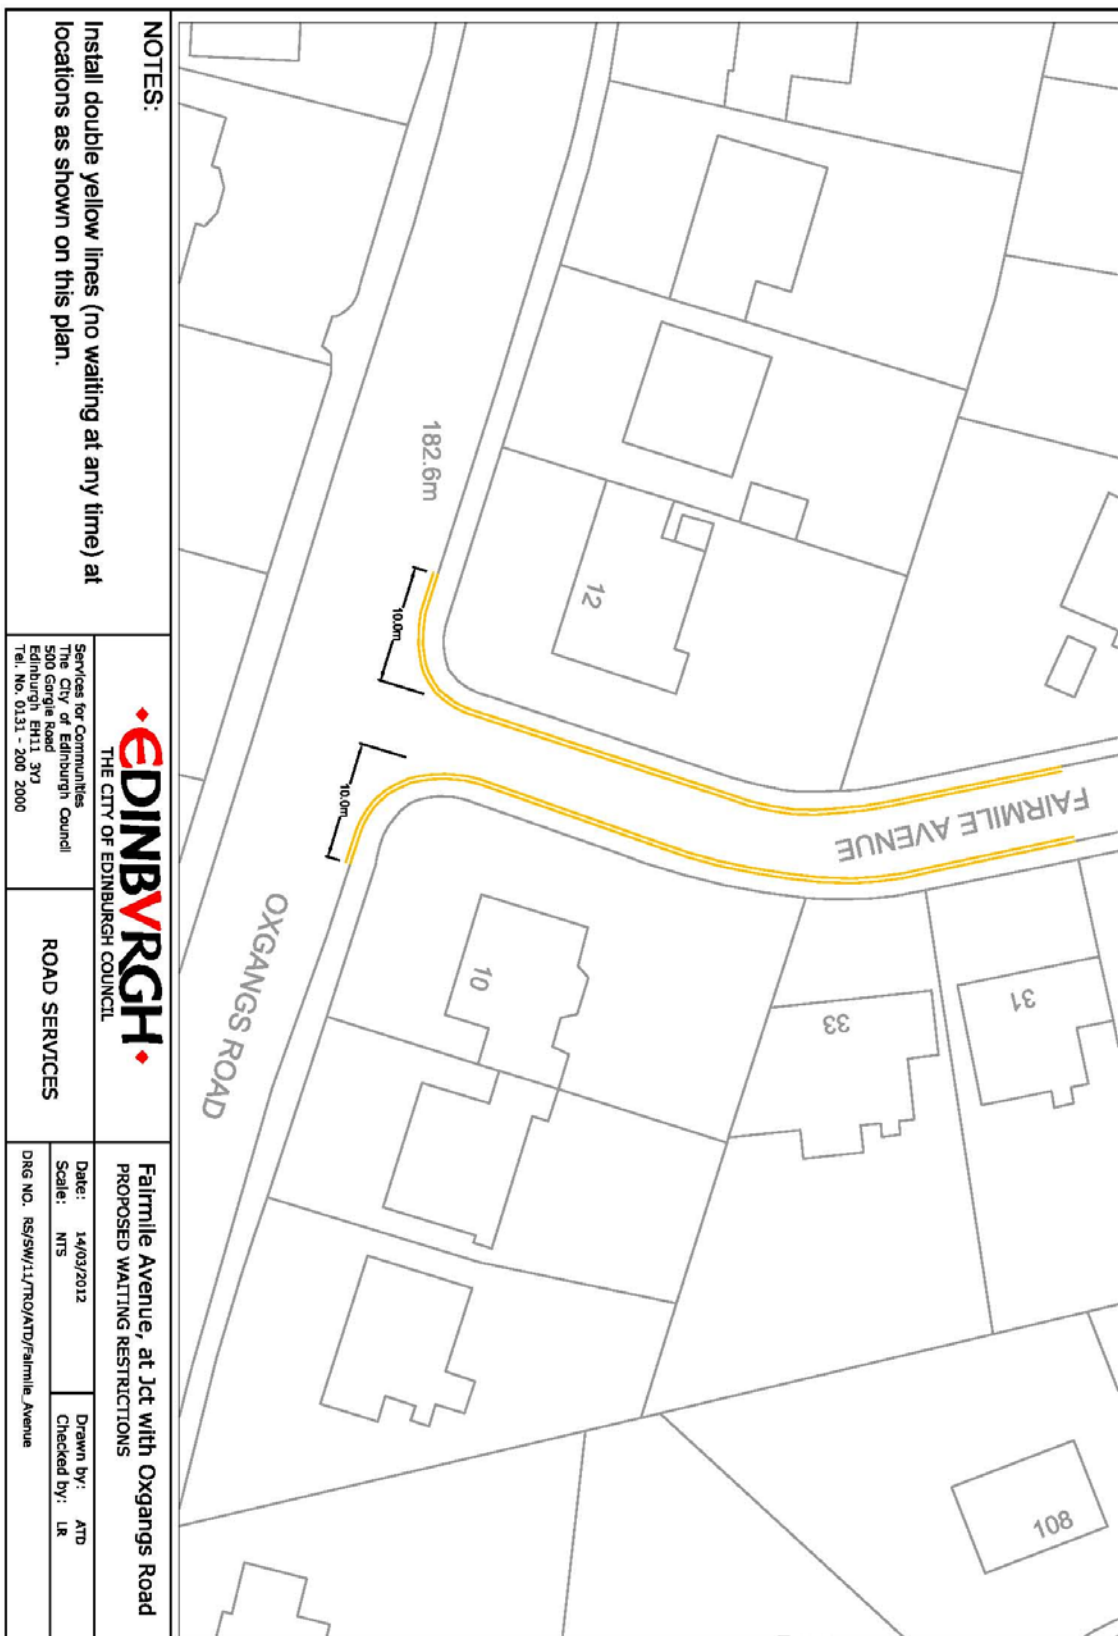 182.6m
12
10.0m
10.0m
FAIRMILE AVENUE
OXGANGS ROAD
10
33
31
108
NOTES:
Install double yellow lines (no waiting at any time) at
locations as shown on this plan.
EDINBVRGH
THE CITY OF EDINBURGH COUNCIL
Services for Communities
The City of Edinburgh Council
500 Gorgie Road
Edinburgh EH11 3YJ
Tel. No. 0131 - 200 2000
ROAD SERVICES
Fairmile Avenue, at Jct with Oxgangs Road
PROPOSED WAITING RESTRICTIONS
Date: 14/03/2012
Scale: NTS
Drawn by: ATD
Checked by: LR
DRG NO. RS/SW/11/TRO/ATD/Fairmile_Avenue